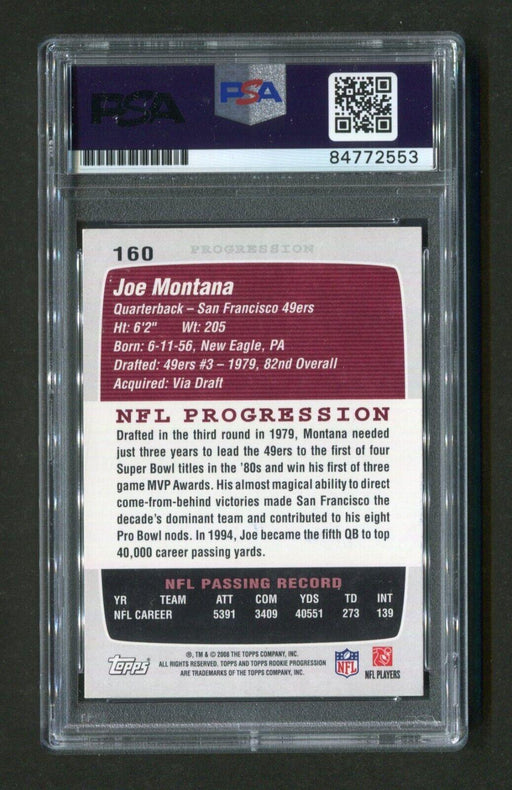 PSA
PSA
84772553
160
PROGRESSION
Joe Montana
Quarterback – San Francisco 49ers
Ht: 6'2" Wt: 205
Born: 6-11-56, New Eagle, PA
Drafted: 49ers #3 – 1979, 82nd Overall
Acquired: Via Draft
NFL PROGRESSION
Drafted in the third round in 1979, Montana needed
just three years to lead the 49ers to the first of four
Super Bowl titles in the '80s and win his first of three
game MVP Awards. His almost magical ability to direct
come-from-behind victories made San Francisco the
decade's dominant team and contributed to his eight
Pro Bowl nods. In 1994, Joe became the fifth QB to top
40,000 career passing yards.
NFL PASSING RECORD
YR TEAM ATT COM YDS TD INT
NFL CAREER 5391 3409 40551 273 139
Topps
®, TM & © 2008 THE TOPPS COMPANY, INC.
ALL RIGHTS RESERVED. TOPPS AND TOPPS ROOKIE PROGRESSION
ARE TRADEMARKS OF THE TOPPS COMPANY, INC.
NFL
NFL PLAYERS